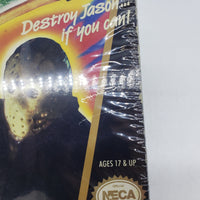 Destroy Jason...
if you can!
AGES 17 & UP
NECA